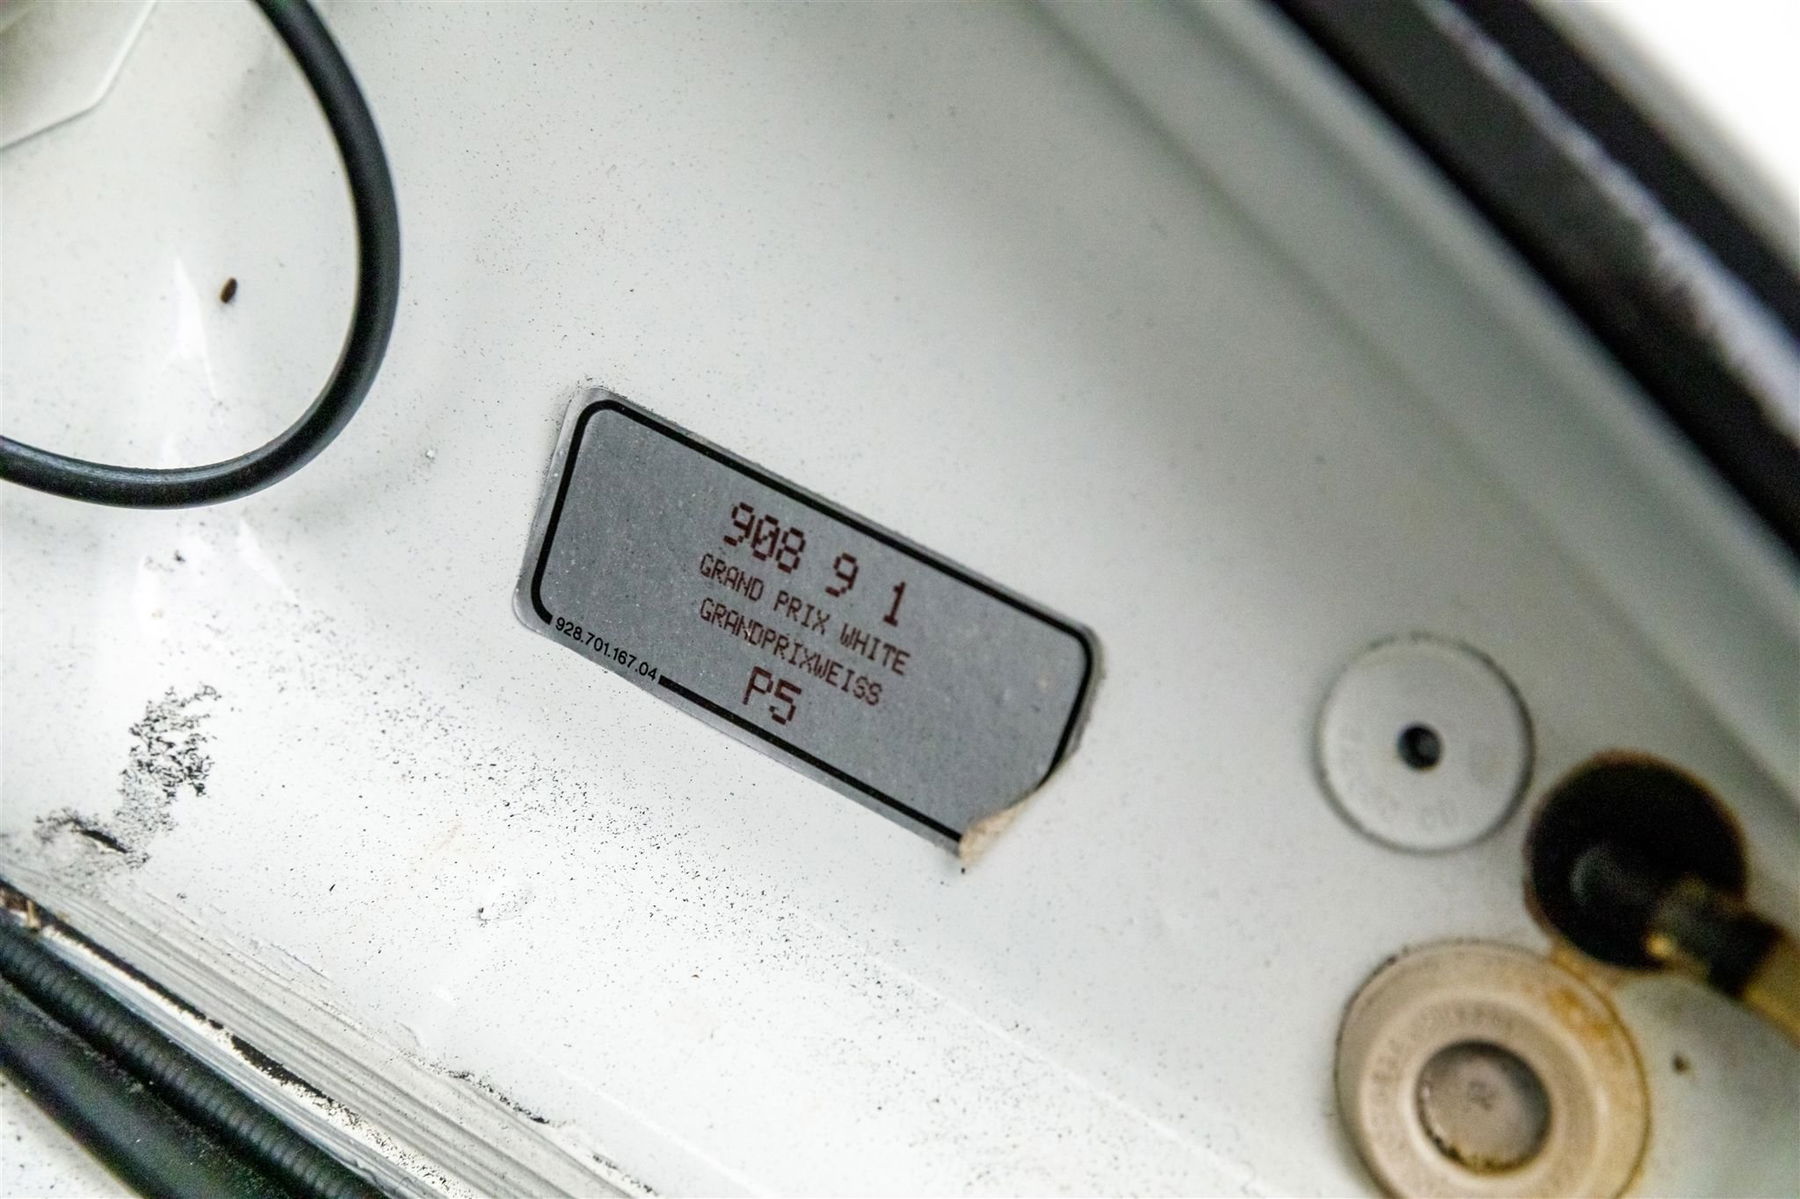 908 9 1
GRAND PRIX WHITE
GRANDPRIXWEISS
P5
928.701.167.04